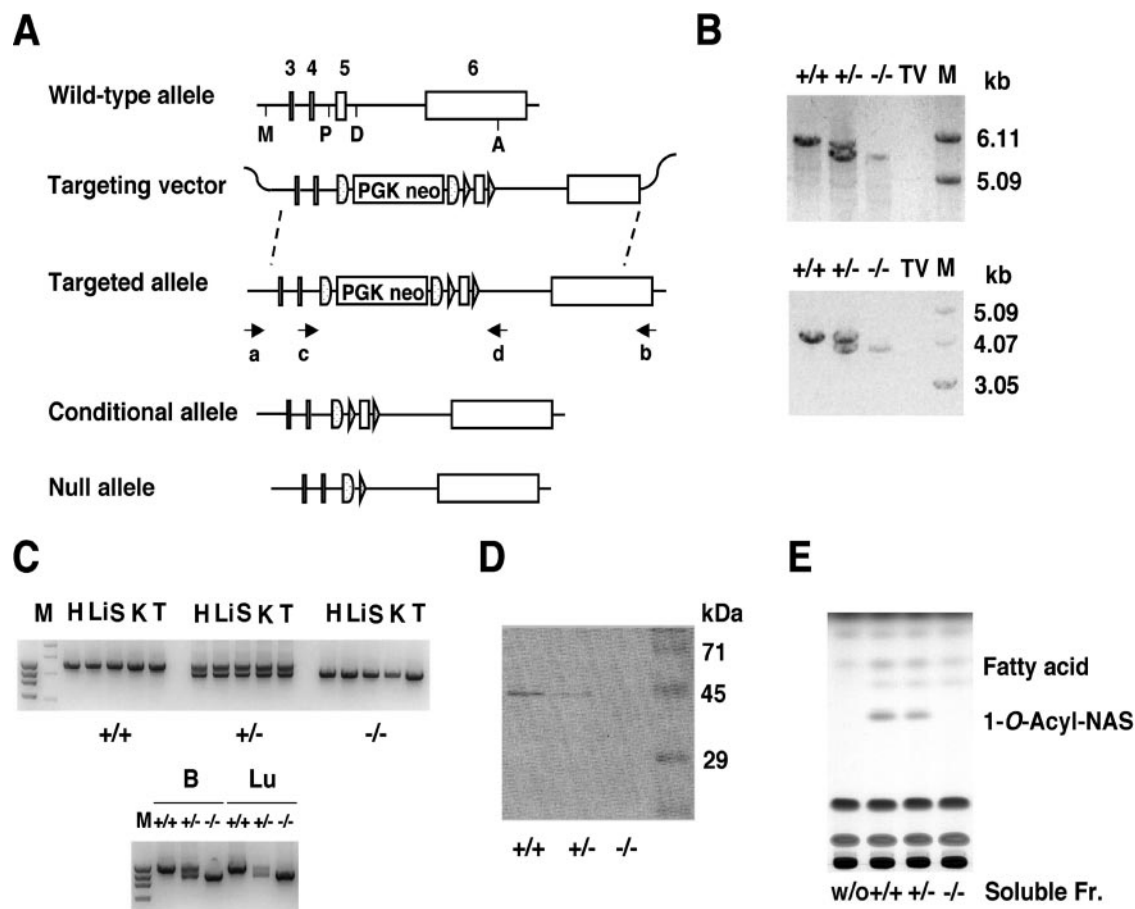 A
3 4 5 6
Wild-type allele
M P D A
Targeting vector
PGK neo
Targeted allele
PGK neo
a c d b
Conditional allele
Null allele
B
+/+ +/- -/- TV M kb
6.11
5.09
+/+ +/- -/- TV M kb
5.09
4.07
3.05
C
M H Li S K T H Li S K T H Li S K T
+/+ +/- -/-
B Lu
M +/+ +/- -/- +/+ +/- -/-
D
kDa
71
45
29
+/+ +/- -/-
E
Fatty acid
1-O-Acyl-NAS
w/o +/+ +/- -/- Soluble Fr.